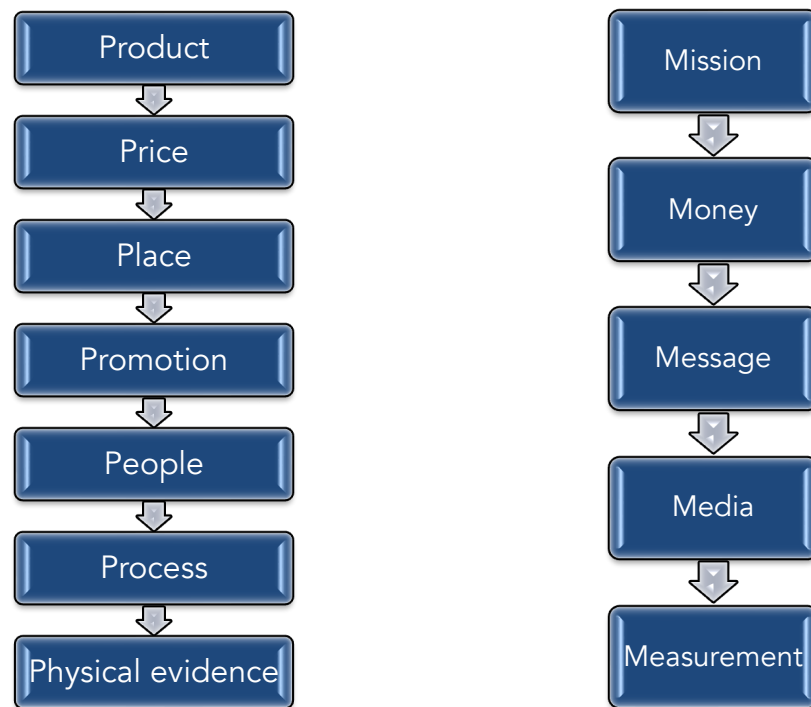 Product
Price
Place
Promotion
People
Process
Physical evidence
Mission
Money
Message
Media
Measurement